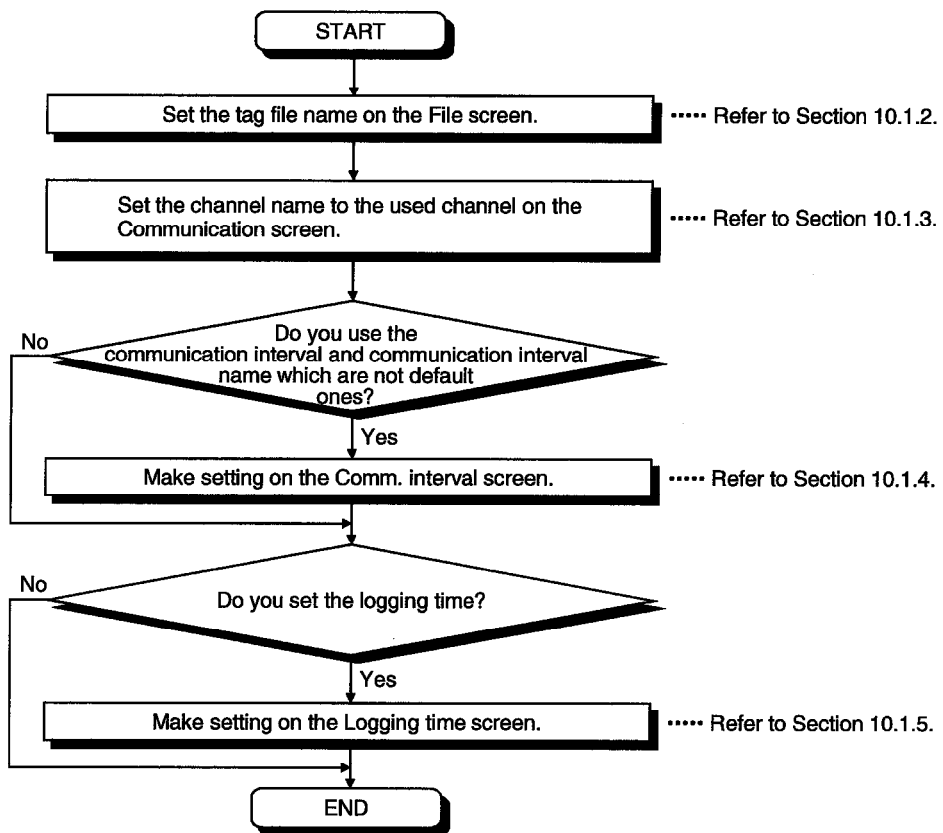 START
Set the tag file name on the File screen.
····· Refer to Section 10.1.2.
Set the channel name to the used channel on the
Communication screen.
····· Refer to Section 10.1.3.
No
Do you use the
communication interval and communication interval
name which are not default
ones?
Yes
Make setting on the Comm. interval screen.
····· Refer to Section 10.1.4.
No
Do you set the logging time?
Yes
Make setting on the Logging time screen.
····· Refer to Section 10.1.5.
END